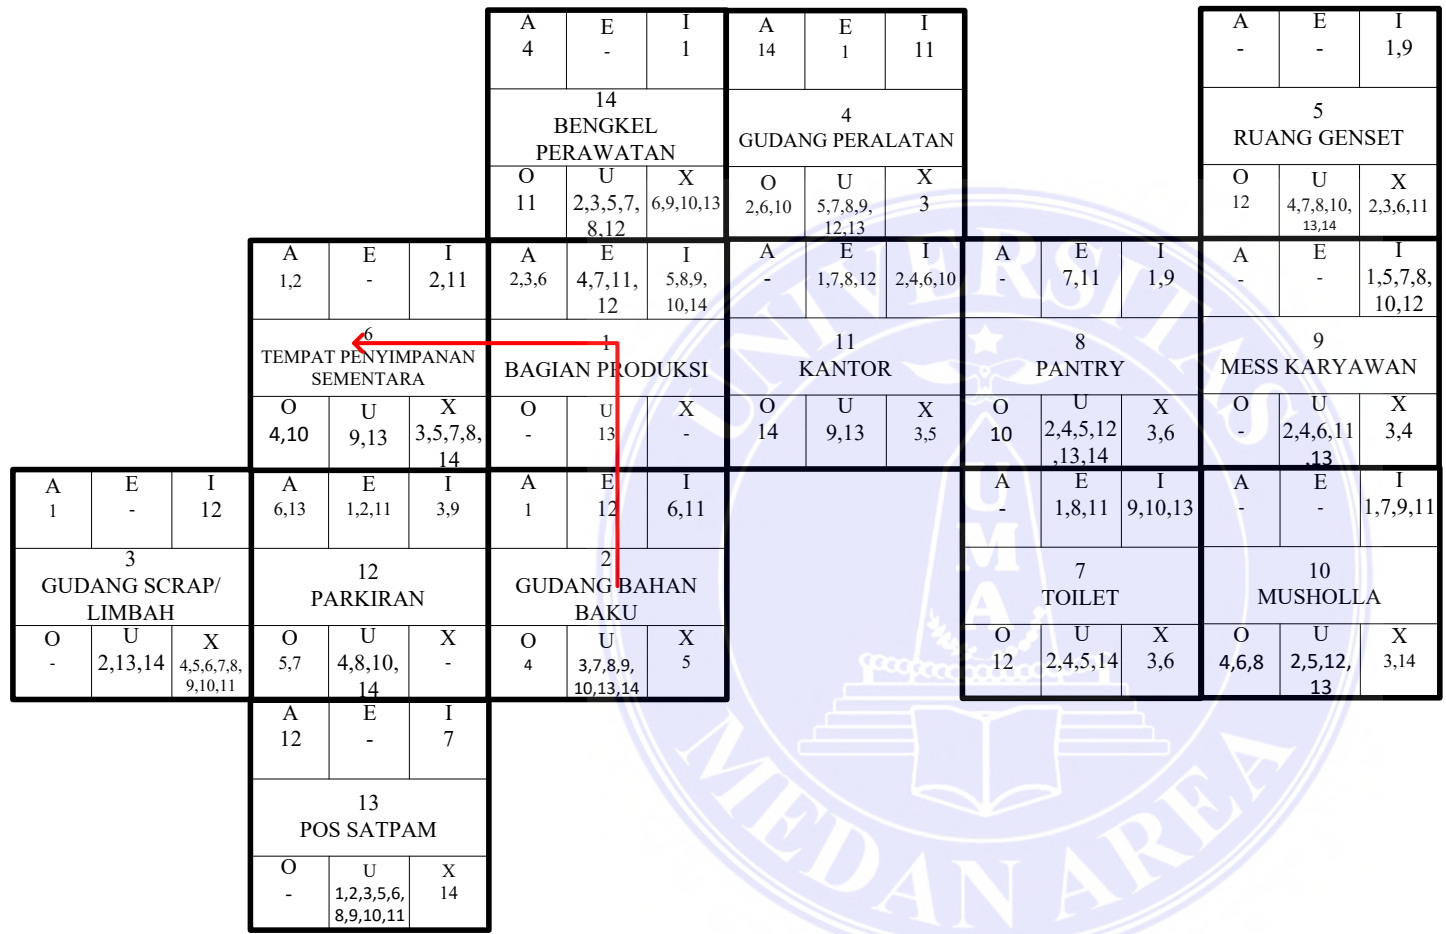 A E I
4 - 1
14
BENGKEL
PERAWATAN
O U X
11 2,3,5,7, 6,9,10,13
8,12
A E I
14 1 11
4
GUDANG PERALATAN
O U X
2,6,10 5,7,8,9, 3
12,13
A E I
- - 1,9
5
RUANG GENSET
O U X
12 4,7,8,10, 2,3,6,11
13,14
A E I
1,2 - 2,11
6
TEMPAT PENYIMPANAN
SEMENTARA
O U X
4,10 9,13 3,5,7,8,
14
A E I
2,3,6 4,7,11, 5,8,9,
12 10,14
1
BAGIAN PRODUKSI
O U X
- 13 -
A E I
- 1,7,8,12 2,4,6,10
11
KANTOR
O U X
14 9,13 3,5
A E I
- 7,11 1,9
8
PANTRY
O U X
10 2,4,5,12 3,6
,13,14
A E I
- - 1,5,7,8,
10,12
9
MESS KARYAWAN
O U X
- 2,4,6,11 3,4
,13
A E I
1 - 12
3
GUDANG SCRAP/
LIMBAH
O U X
- 2,13,14 4,5,6,7,8,
9,10,11
A E I
6,13 1,2,11 3,9
12
PARKIRAN
O U X
5,7 4,8,10, -
14
A E I
1 12 6,11
2
GUDANG BAHAN
BAKU
O U X
4 3,7,8,9, 5
10,13,14
A E I
- 1,8,11 9,10,13
7
TOILET
O U X
12 2,4,5,14 3,6
A E I
- - 1,7,9,11
10
MUSHOLLA
O U X
4,6,8 2,5,12, 3,14
13
A E I
12 - 7
13
POS SATPAM
O U X
- 1,2,3,5,6, 14
8,9,10,11
UNIVERSITAS
UMA
MEDAN AREA